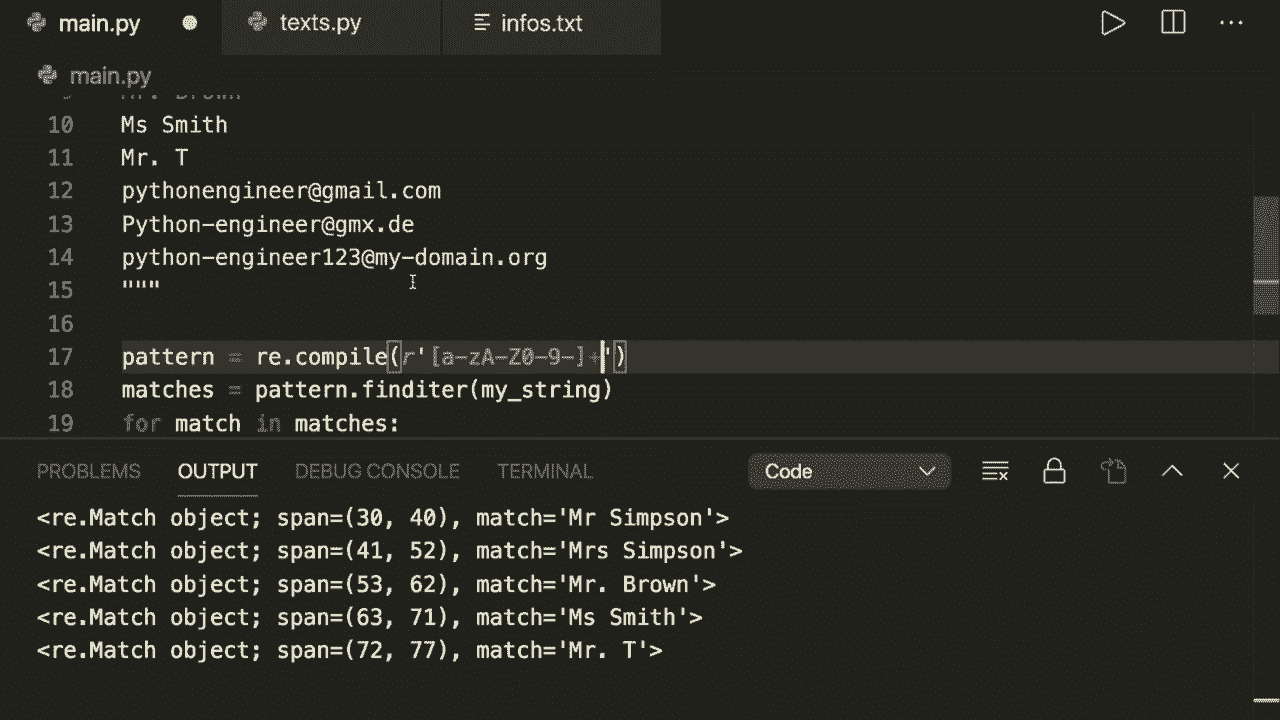 main.py texts.py infos.txt
main.py
9 Mr. Brown
10 Ms Smith
11 Mr. T
12 pythonengineer@gmail.com
13 Python-engineer@gmx.de
14 python-engineer123@my-domain.org
15 """
16
17 pattern = re.compile(r'[a-zA-Z0-9-]+')
18 matches = pattern.finditer(my_string)
19 for match in matches:
PROBLEMS OUTPUT DEBUG CONSOLE TERMINAL Code
<re.Match object; span=(30, 40), match='Mr Simpson'>
<re.Match object; span=(41, 52), match='Mrs Simpson'>
<re.Match object; span=(53, 62), match='Mr. Brown'>
<re.Match object; span=(63, 71), match='Ms Smith'>
<re.Match object; span=(72, 77), match='Mr. T'>